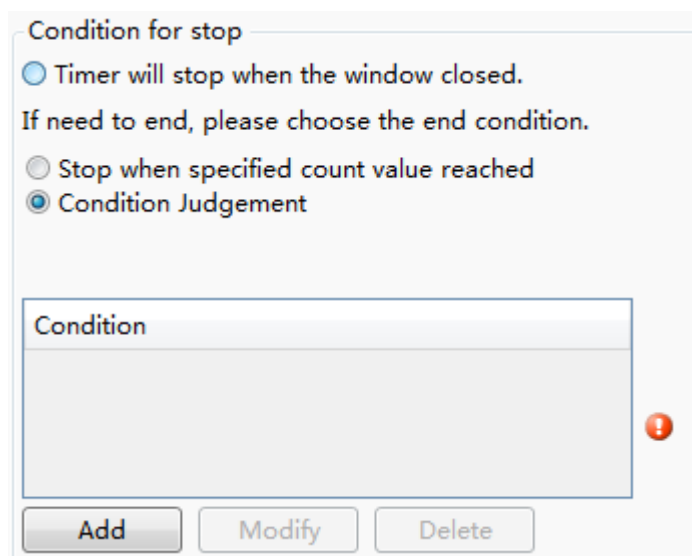 Condition for stop
Timer will stop when the window closed.
If need to end, please choose the end condition.
Stop when specified count value reached
Condition Judgement
Condition
Add
Modify
Delete